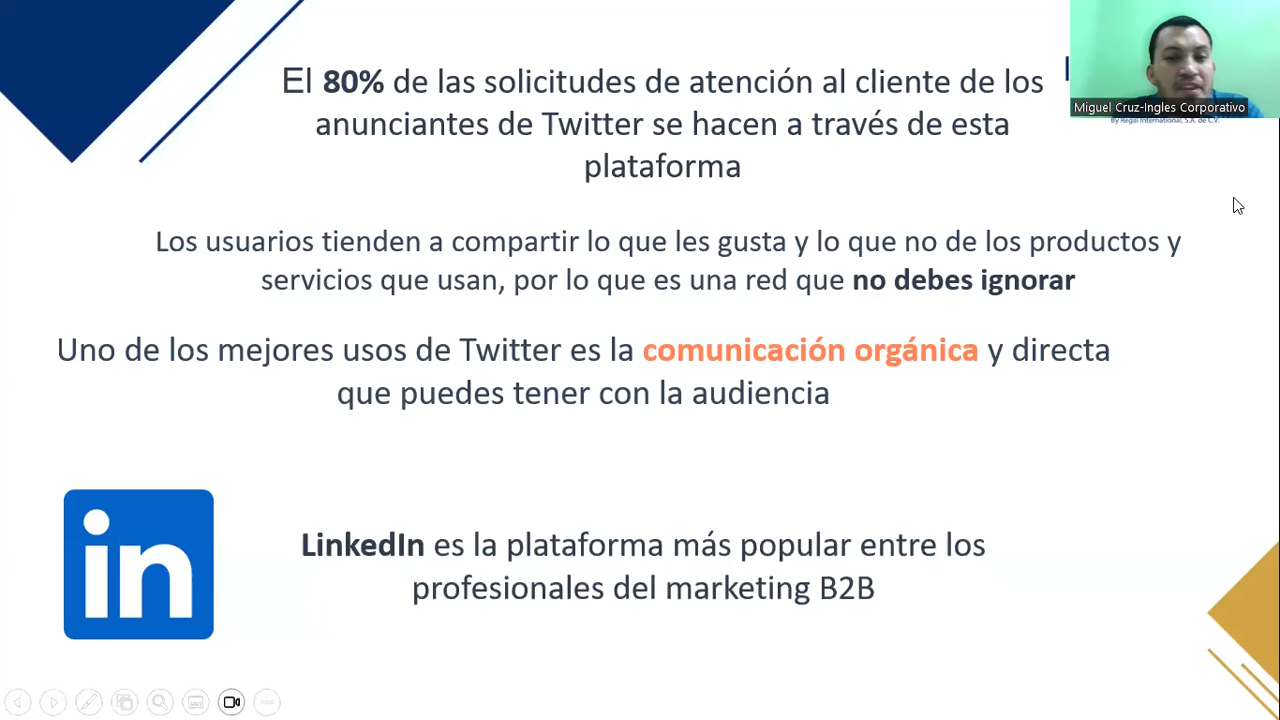 El 80% de las solicitudes de atención al cliente de los
anunciantes de Twitter se hacen a través de esta
plataforma
Miguel Cruz-Ingles Corporativo
By Regal International, S.A. de C.V.
Los usuarios tienden a compartir lo que les gusta y lo que no de los productos y
servicios que usan, por lo que es una red que no debes ignorar
Uno de los mejores usos de Twitter es la comunicación orgánica y directa
que puedes tener con la audiencia
in
LinkedIn es la plataforma más popular entre los
profesionales del marketing B2B